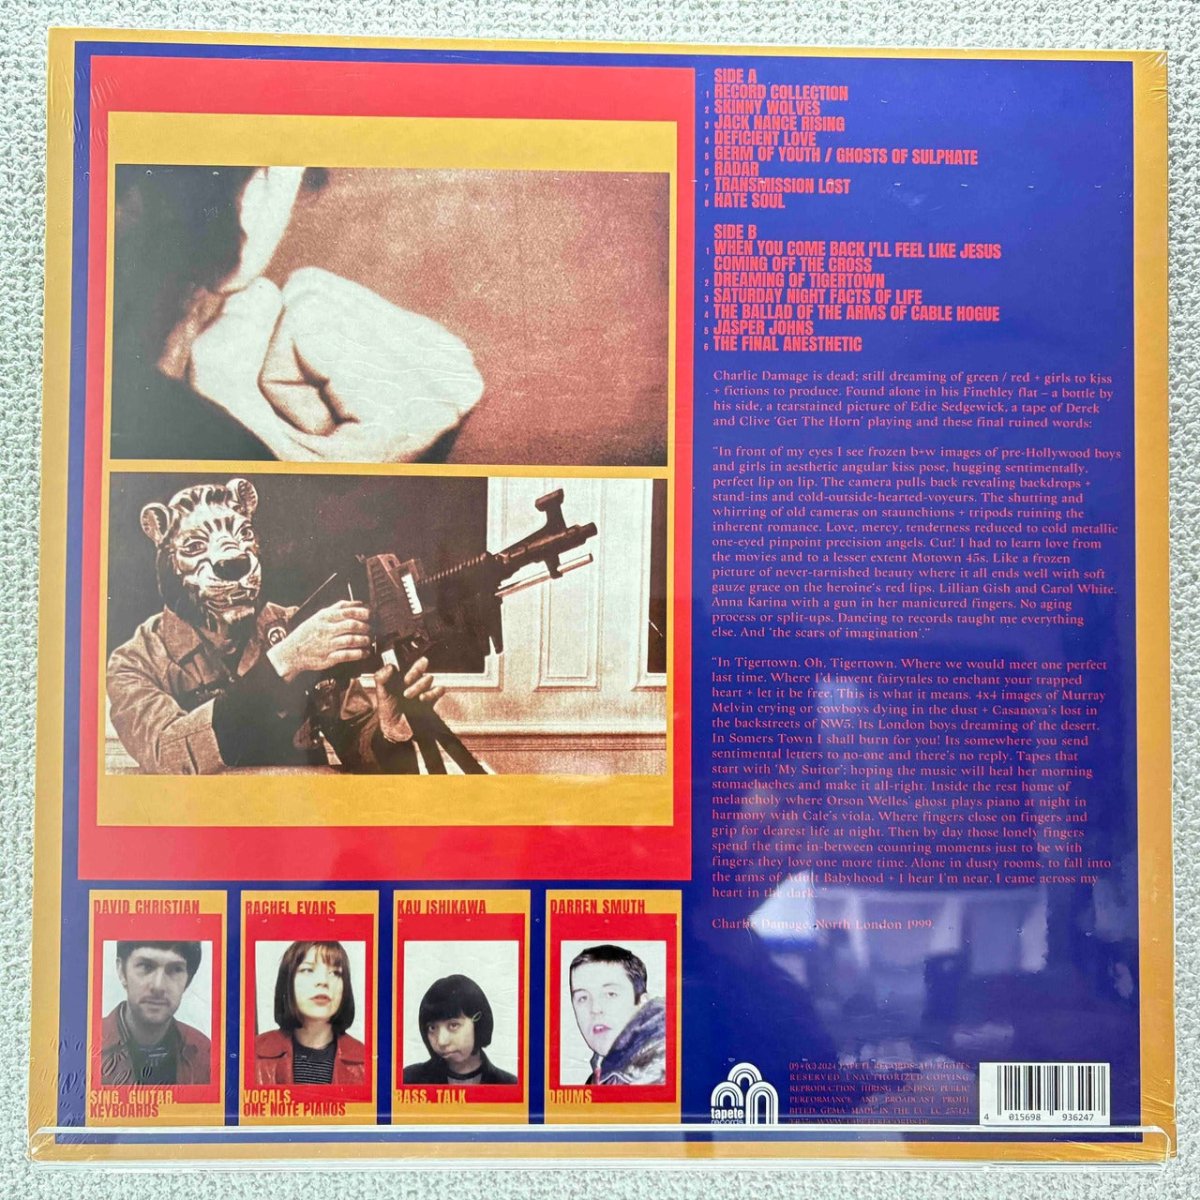 SIDE A
1 RECORD COLLECTION
2 SKINNY WOLVES
3 JACK NANCE RISING
4 DEFICIENT LOVE
5 GERM OF YOUTH / GHOSTS OF SULPHATE
6 RADAR
7 TRANSMISSION LOST
8 HATE SOUL
SIDE B
1 WHEN YOU COME BACK I'LL FEEL LIKE JESUS
COMING OFF THE CROSS
2 DREAMING OF TIGERTOWN
3 SATURDAY NIGHT FACTS OF LIFE
4 THE BALLAD OF THE ARMS OF CABLE HOGUE
5 JASPER JOHNS
6 THE FINAL ANESTHETIC
Charlie Damage is dead; still dreaming of green / red + girls to kiss
+ fictions to produce. Found alone in his Finchley flat – a bottle by
his side, a tearstained picture of Edie Sedgewick, a tape of Derek
and Clive 'Get The Horn' playing and these final ruined words:
"In front of my eyes I see frozen b+w images of pre-Hollywood boys
and girls in aesthetic angular kiss pose, hugging sentimentally,
perfect lip on lip. The camera pulls back revealing backdrops +
stand-ins and cold-outside-hearted-voyeurs. The shutting and
whirring of old cameras on staunchions + tripods ruining the
inherent romance. Love, mercy, tenderness reduced to cold metallic
one-eyed pinpoint precision angels. Cut! I had to learn love from
the movies and to a lesser extent Motown 45s. Like a frozen
picture of never-tarnished beauty where it all ends well with soft
gauze grace on the heroine's red lips. Lillian Gish and Carol White.
Anna Karina with a gun in her manicured fingers. No aging
process or split-ups. Dancing to records taught me everything
else. And 'the scars of imagination'."
"In Tigertown. Oh, Tigertown. Where we would meet one perfect
last time. Where I'd invent fairytales to enchant your trapped
heart + let it be free. This is what it means. 4x4 images of Murray
Melvin crying or cowboys dying in the dust + Casanova's lost in
the backstreets of NW5. Its London boys dreaming of the desert.
In Somers Town I shall burn for you! Its somewhere you send
sentimental letters to no-one and there's no reply. Tapes that
start with 'My Suitor'; hoping the music will heal her morning
stomachaches and make it all-right. Inside the rest home of
melancholy where Orson Welles' ghost plays piano at night in
harmony with Cale's viola. Where fingers close on fingers and
grip for dearest life at night. Then by day those lonely fingers
spend the time in-between counting moments just to be with
fingers they love one more time. Alone in dusty rooms, to fall into
the arms of Adult Babyhood + I hear I'm near. I came across my
heart in the dark. "
Charlie Damage, North London 1999.
DAVID CHRISTIAN
SING, GUITAR,
KEYBOARDS
RACHEL EVANS
VOCALS,
ONE NOTE PIANOS
KAU ISHIKAWA
BASS, TALK
DARREN SMUTH
DRUMS
tapete
records
(P) + (C) 2024 TAPETE RECORDS. ALL RIGHTS
RESERVED. UNAUTHORIZED COPYING,
REPRODUCTION, HIRING, LENDING, PUBLIC
PERFORMANCE AND BROADCAST PROHI-
BITED. GEMA. MADE IN THE EU. LC
4 015698 936247